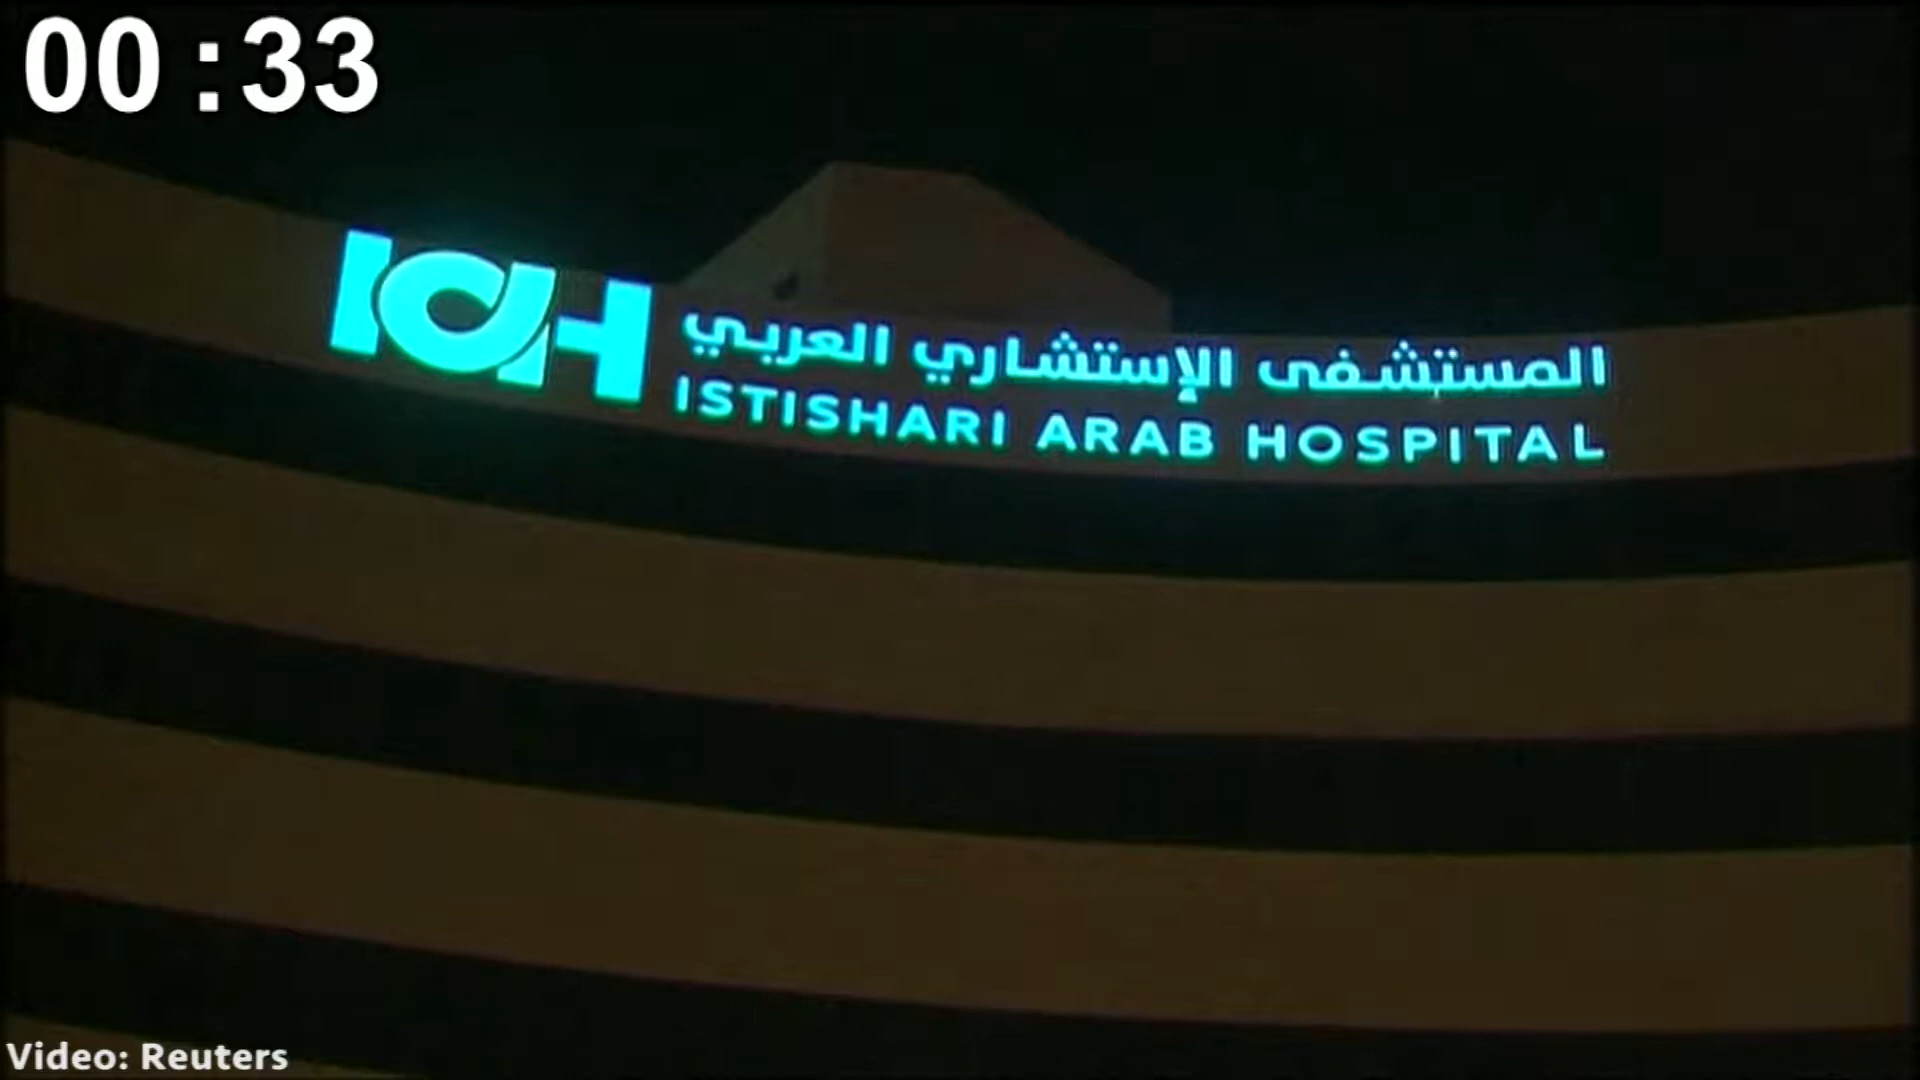 00:33
ICH
المستشفى الإستشاري العربي
ISTISHARI ARAB HOSPITAL
Video: Reuters